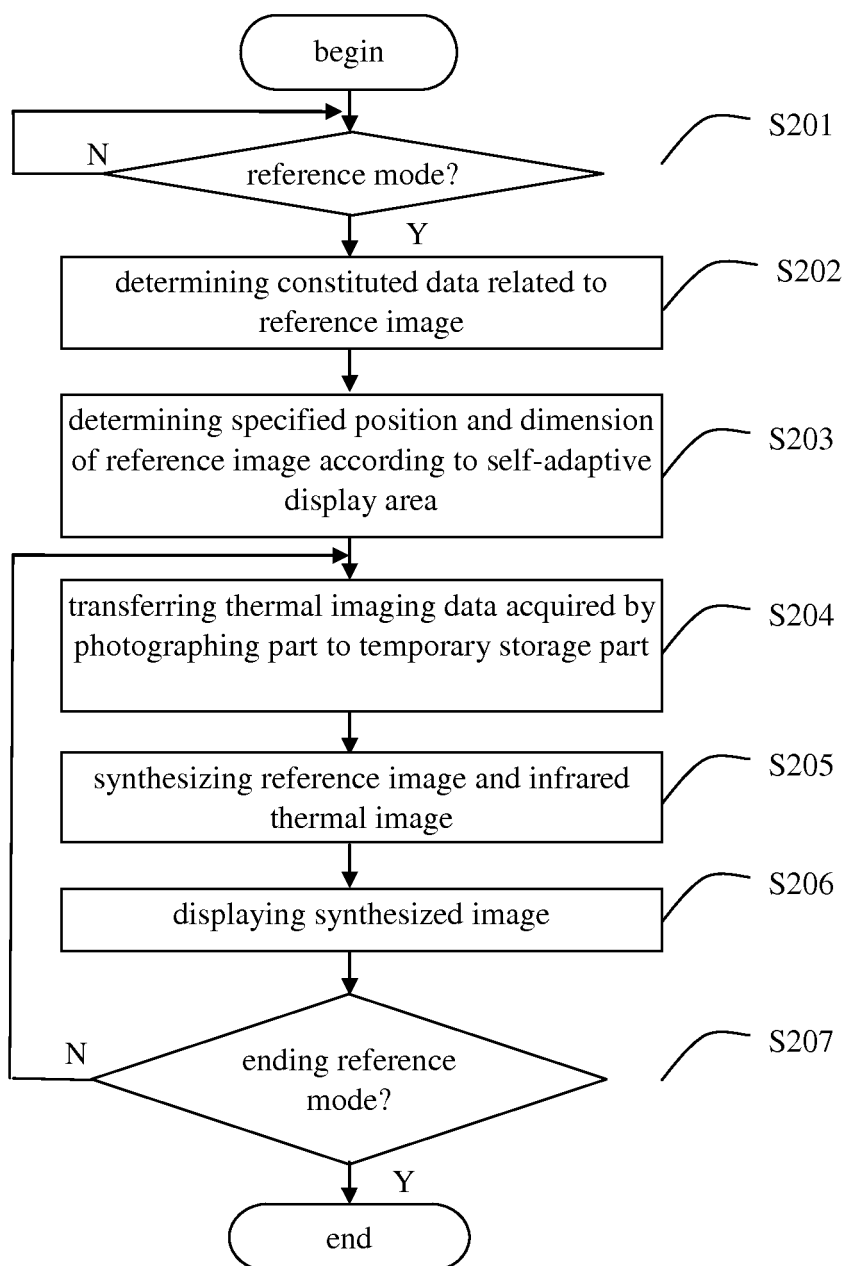 begin
S201
N
reference mode?
Y
S202
determining constituted data related to
reference image
determining specified position and dimension
of reference image according to self-adaptive
display area
S203
transferring thermal imaging data acquired by
photographing part to temporary storage part
S204
S205
synthesizing reference image and infrared
thermal image
S206
displaying synthesized image
S207
N
ending reference
mode?
Y
end